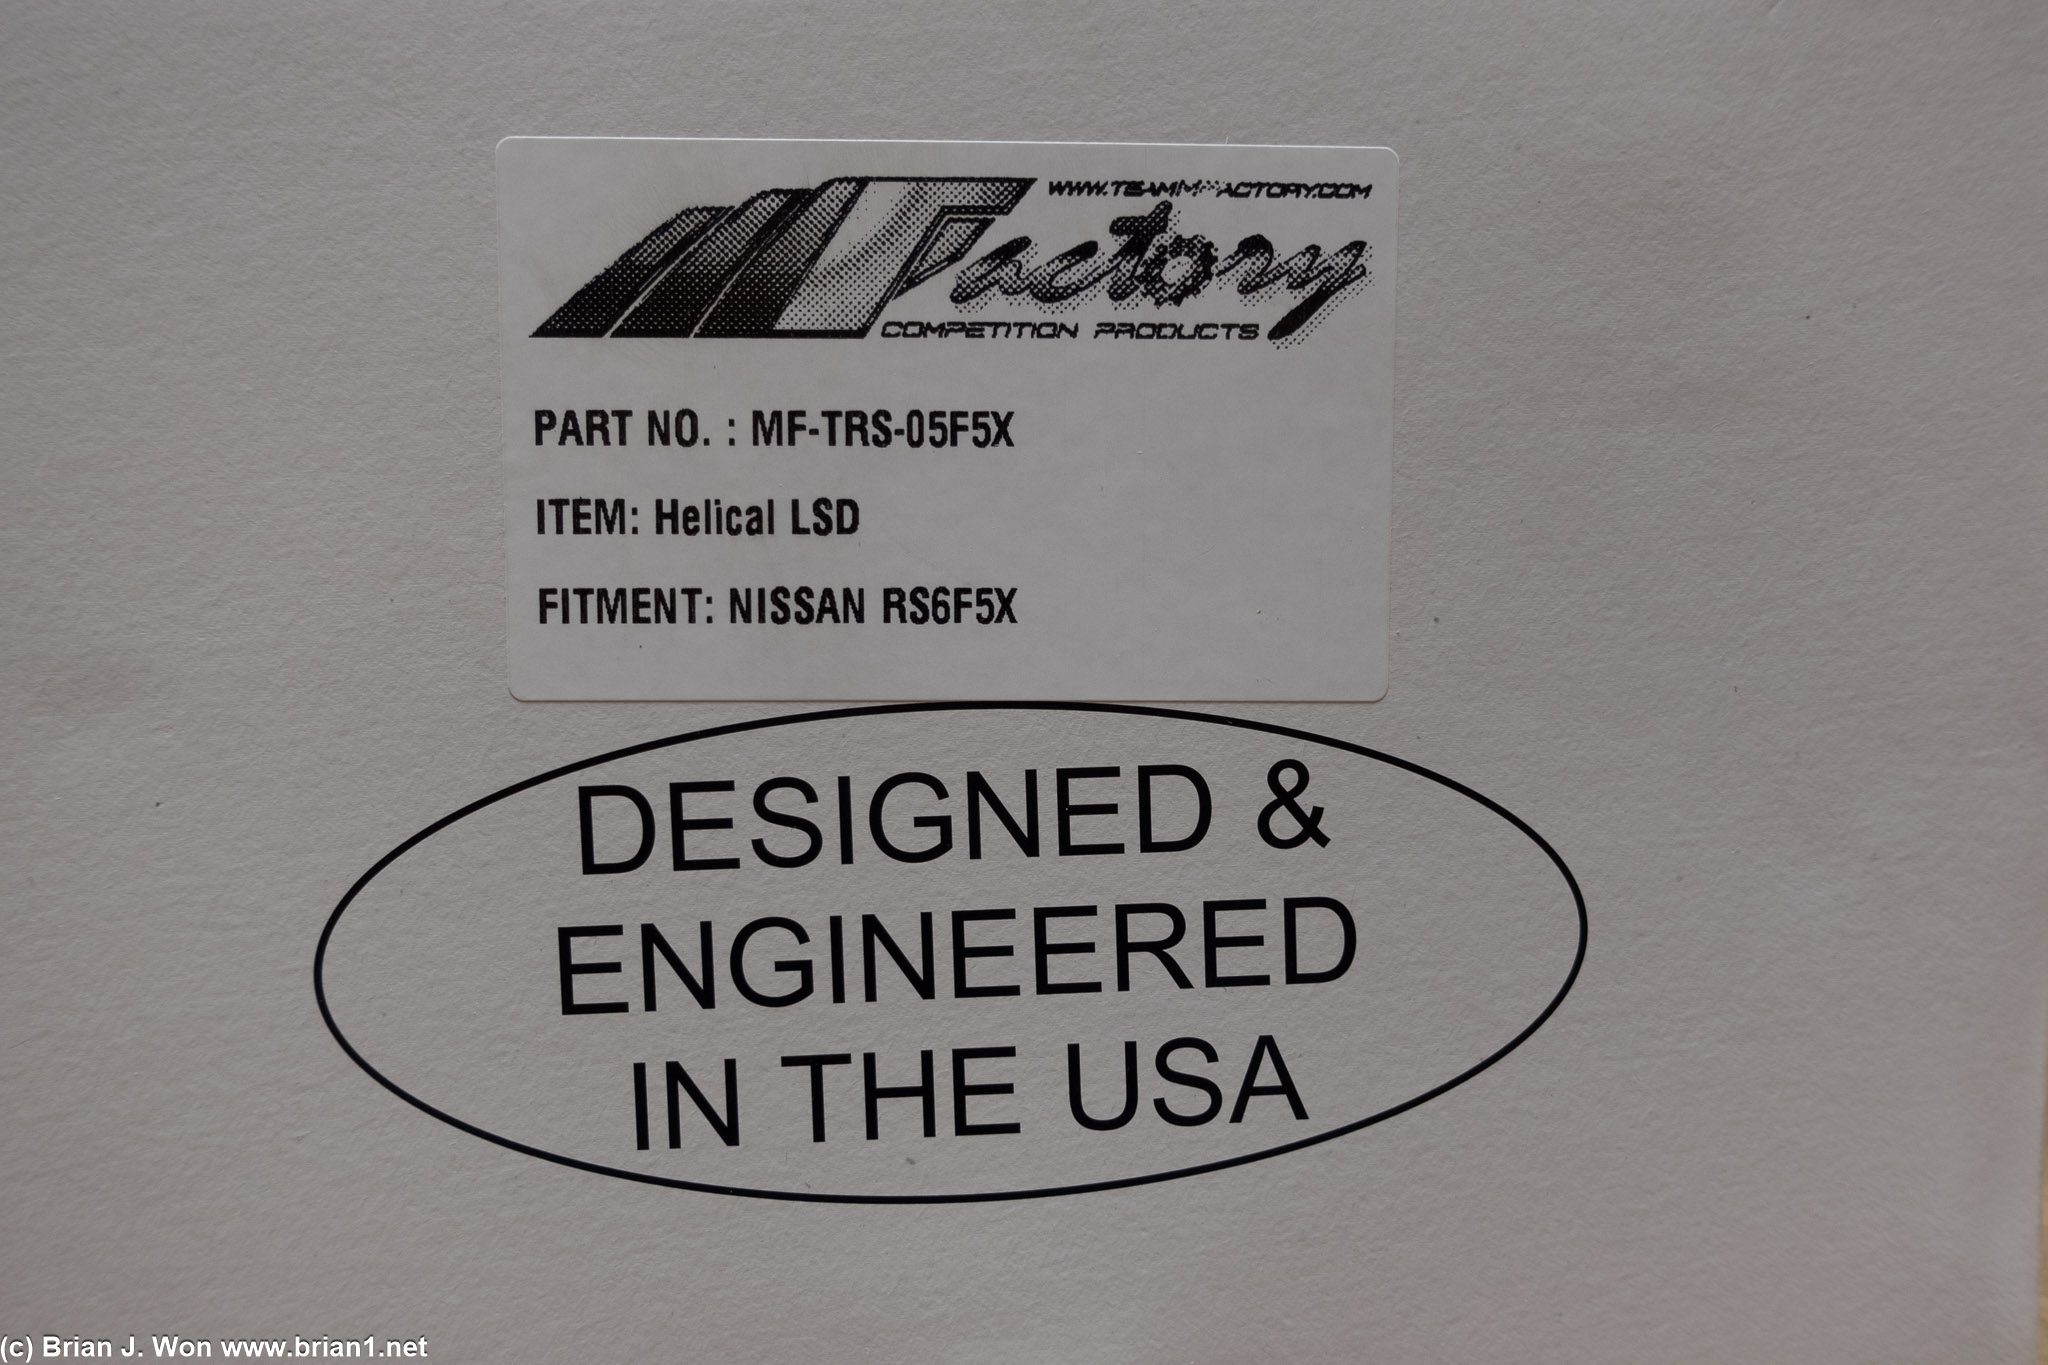 WWW.TEAMMFACTORY.COM
MFactory
COMPETITION PRODUCTS
PART NO. : MF-TRS-05F5X
ITEM: Helical LSD
FITMENT: NISSAN RS6F5X
DESIGNED &
ENGINEERED
IN THE USA
(c) Brian J. Won www.brian1.net